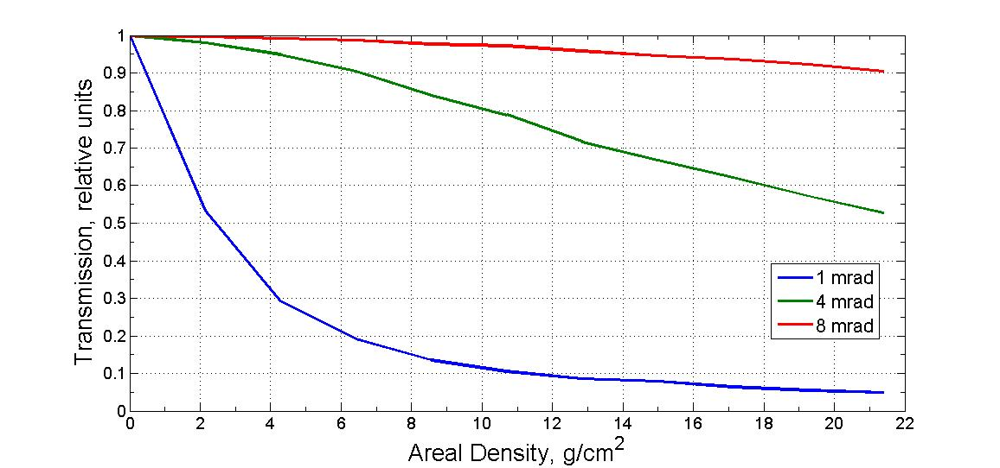 1
0.9
0.8
0.7
0.6
0.5
0.4
0.3
0.2
0.1
0
Transmission, relative units
1 mrad
4 mrad
8 mrad
0 2 4 6 8 10 12 14 16 18 20 22
Areal Density, g/cm²